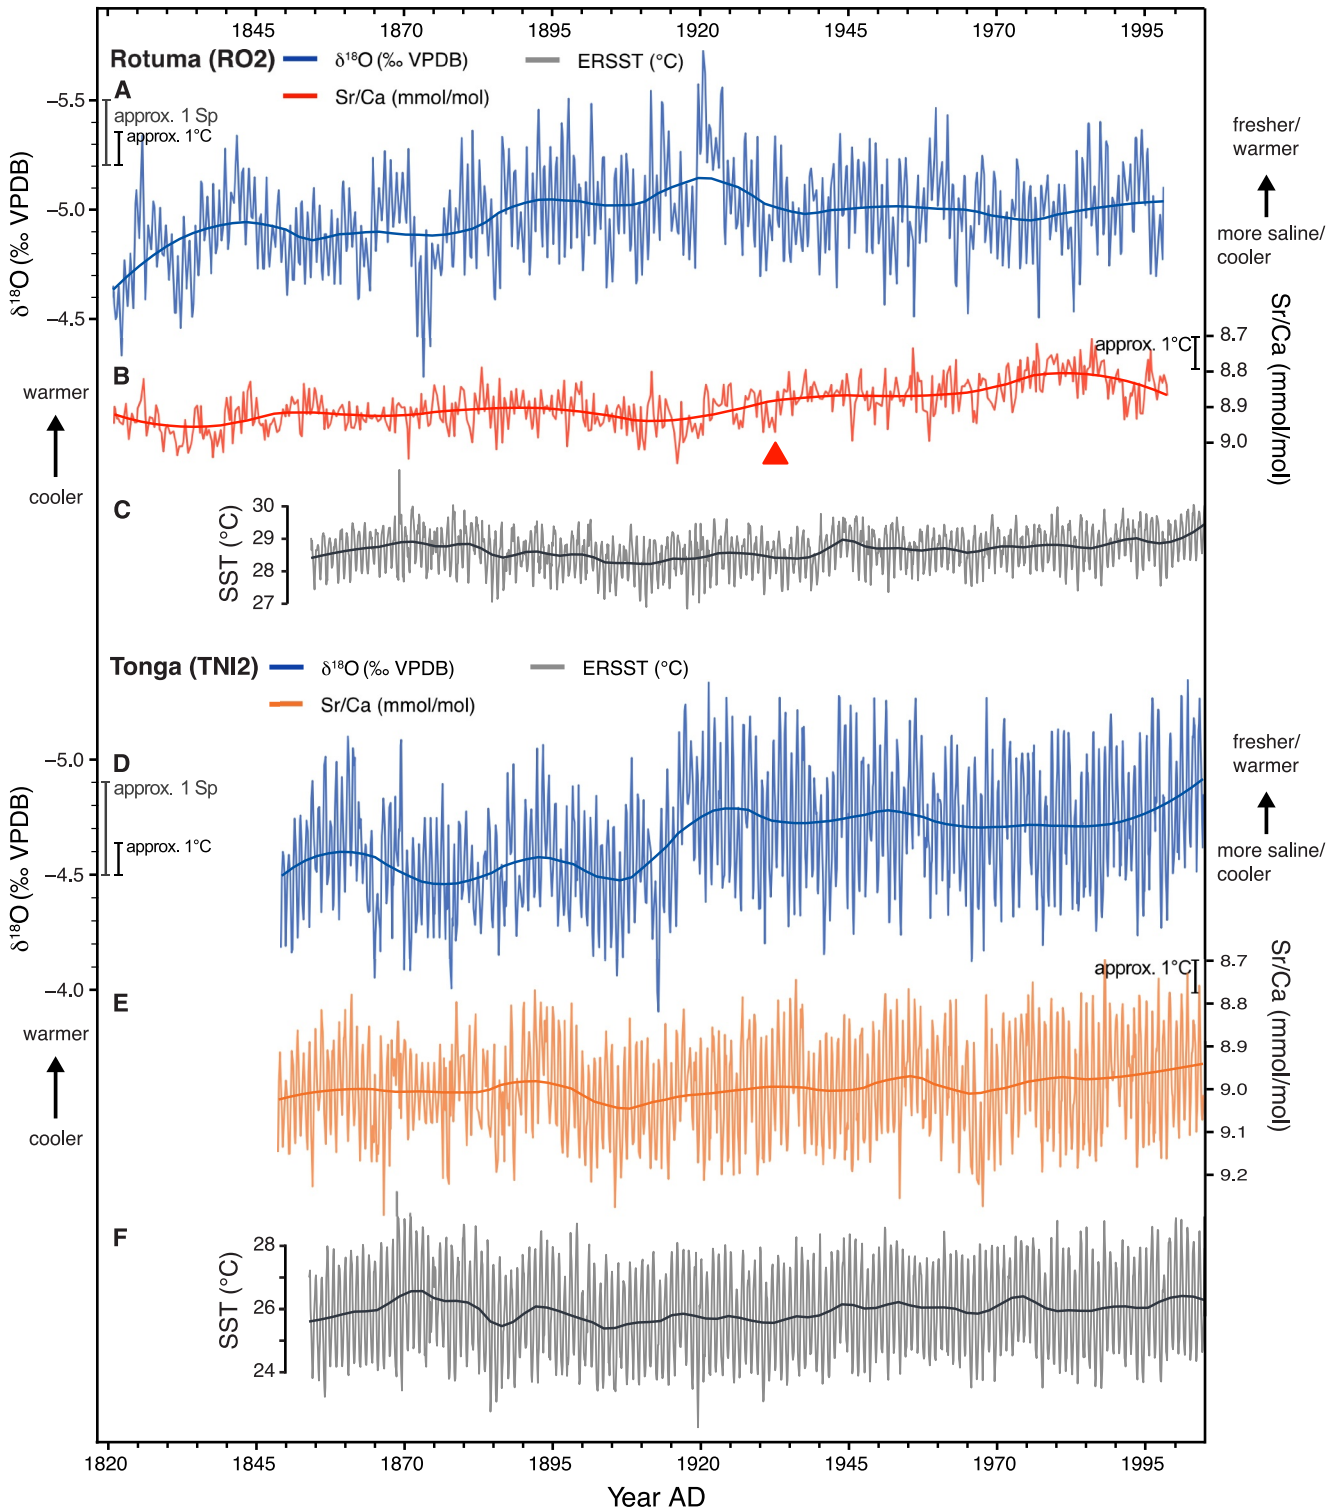 1845 1870 1895 1920 1945 1970 1995
Rotuma (RO2) δ¹⁸O (‰ VPDB) ERSST (°C)
Sr/Ca (mmol/mol)
A
−5.5
−5.0
−4.5
δ¹⁸O (‰ VPDB)
approx. 1 Sp
approx. 1°C
fresher/
warmer
more saline/
cooler
B
warmer
cooler
approx. 1°C
8.7
8.8
8.9
9.0
Sr/Ca (mmol/mol)
C
SST (°C)
30
29
28
27
Tonga (TNI2) δ¹⁸O (‰ VPDB) ERSST (°C)
Sr/Ca (mmol/mol)
D
−5.0
−4.5
−4.0
δ¹⁸O (‰ VPDB)
approx. 1 Sp
approx. 1°C
fresher/
warmer
more saline/
cooler
E
warmer
cooler
approx. 1°C
8.7
8.8
8.9
9.0
9.1
9.2
Sr/Ca (mmol/mol)
F
SST (°C)
28
26
24
1820 1845 1870 1895 1920 1945 1970 1995
Year AD